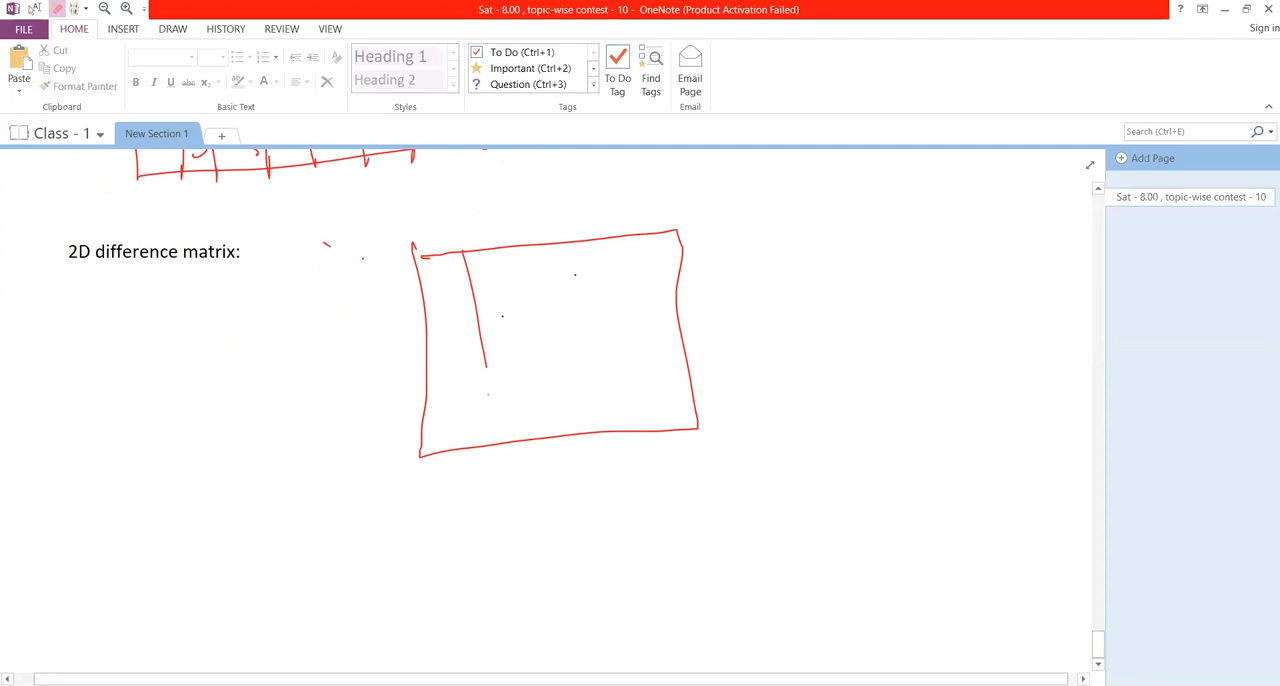 Sat - 8.00 , topic-wise contest - 10 - OneNote (Product Activation Failed)
FILE HOME INSERT DRAW HISTORY REVIEW VIEW Sign in
Paste
Cut
Copy
Format Painter
Clipboard
B I U abc X₂ A
Basic Text
Heading 1
Heading 2
Styles
To Do (Ctrl+1)
Important (Ctrl+2)
? Question (Ctrl+3)
Tags
To Do Tag
Find Tags
Email Page
Email
Class - 1
New Section 1
Search (Ctrl+E)
Add Page
Sat - 8.00 , topic-wise contest - 10
2D difference matrix: